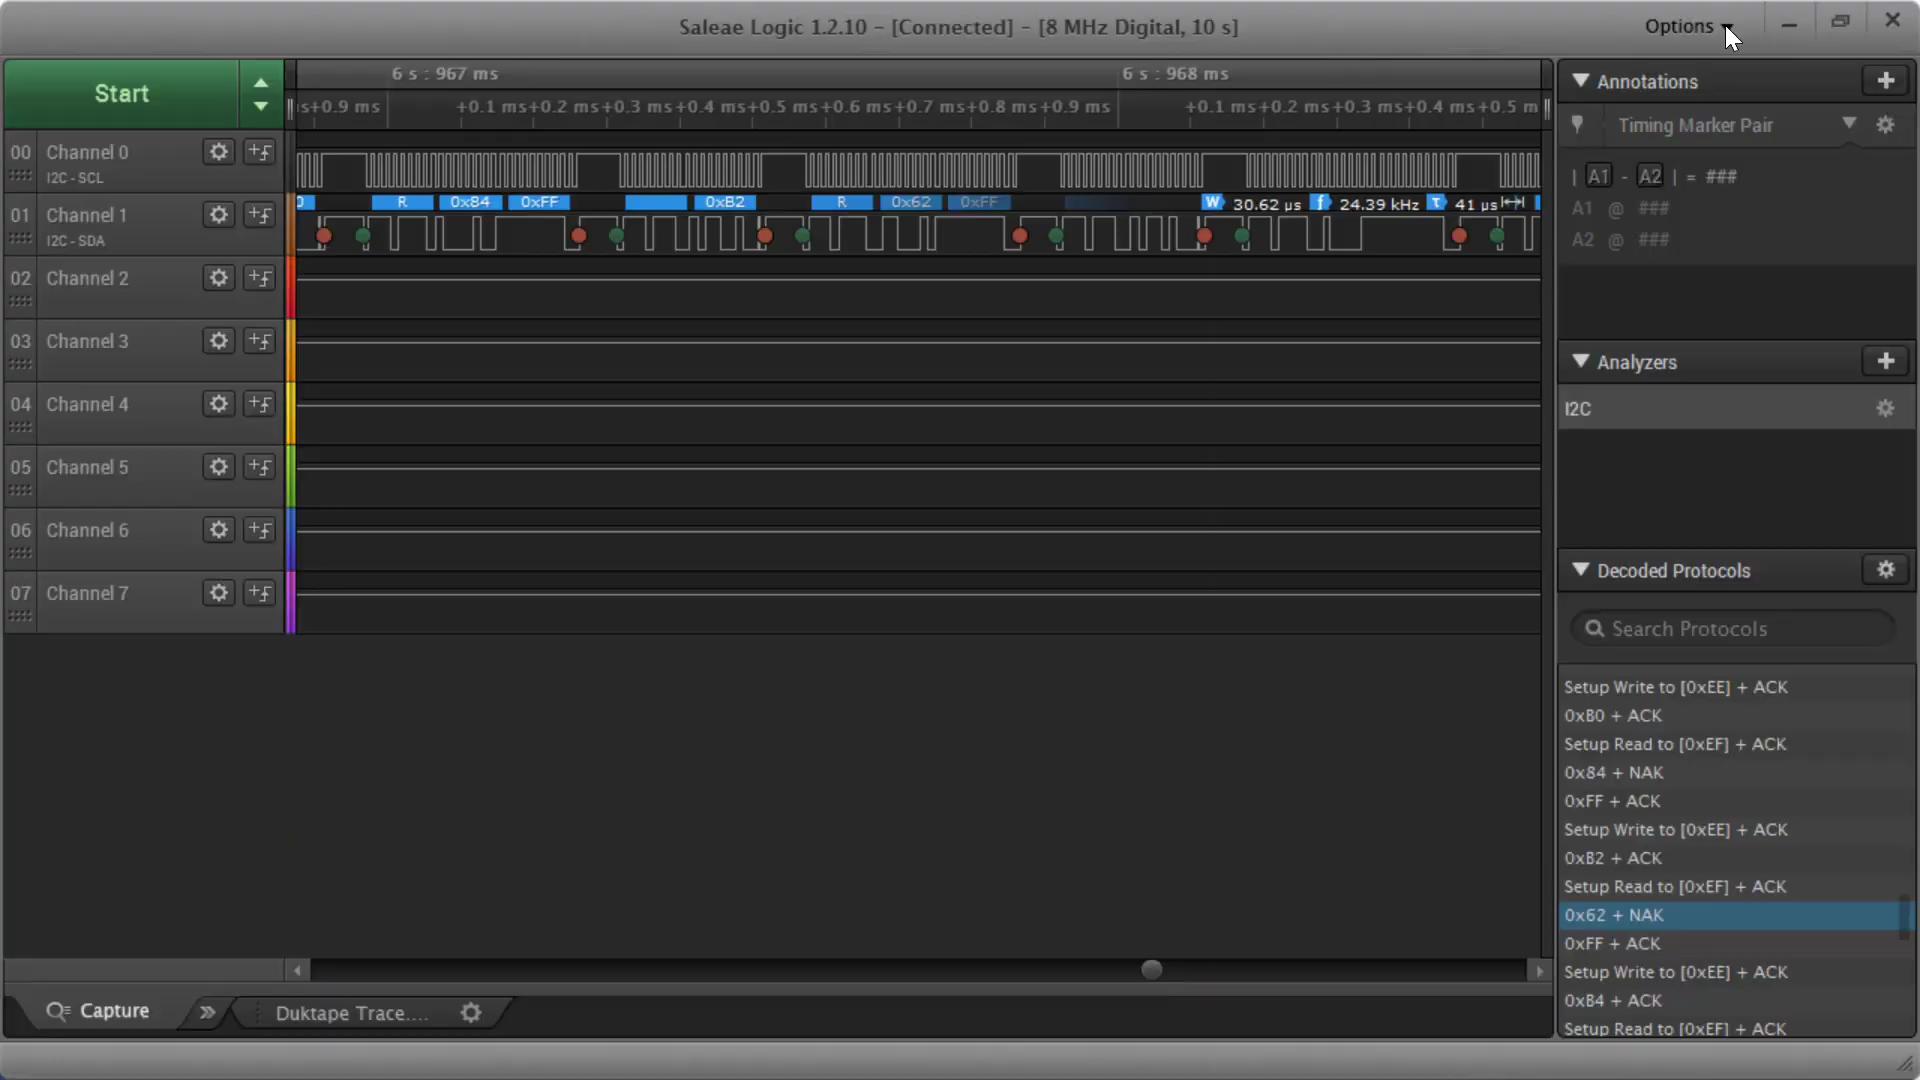 Saleae Logic 1.2.10 - [Connected] - [8 MHz Digital, 10 s]
Options
Start
6 s : 967 ms
6 s : 968 ms
s+0.9 ms
+0.1 ms+0.2 ms+0.3 ms+0.4 ms+0.5 ms+0.6 ms+0.7 ms+0.8 ms+0.9 ms
+0.1 ms+0.2 ms+0.3 ms+0.4 ms+0.5 m
00 Channel 0
I2C - SCL
R 0x84 0xFF 0xB2 R 0x62 0xFF W 30.62 µs f 24.39 kHz T 41 µs
01 Channel 1
I2C - SDA
02 Channel 2
03 Channel 3
04 Channel 4
05 Channel 5
06 Channel 6
07 Channel 7
Capture
Duktape Trace....
Annotations
Timing Marker Pair
| A1 - A2 | = ###
A1 @ ###
A2 @ ###
Analyzers
I2C
Decoded Protocols
Search Protocols
Setup Write to [0xEE] + ACK
0xB0 + ACK
Setup Read to [0xEF] + ACK
0x84 + NAK
0xFF + ACK
Setup Write to [0xEE] + ACK
0xB2 + ACK
Setup Read to [0xEF] + ACK
0x62 + NAK
0xFF + ACK
Setup Write to [0xEE] + ACK
0xB4 + ACK
Setup Read to [0xEF] + ACK